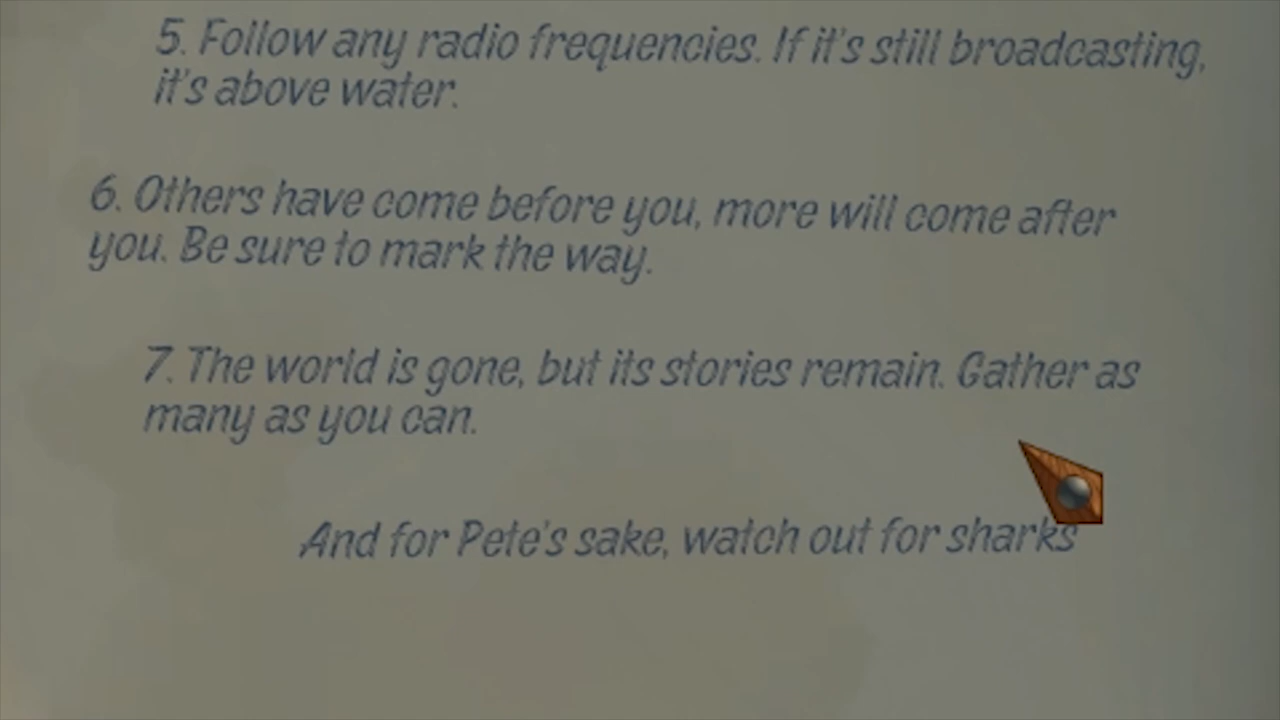 5. Follow any radio frequencies. If it's still broadcasting,
it's above water.
6. Others have come before you, more will come after
you. Be sure to mark the way.
7. The world is gone, but its stories remain. Gather as
many as you can.
And for Pete's sake, watch out for sharks